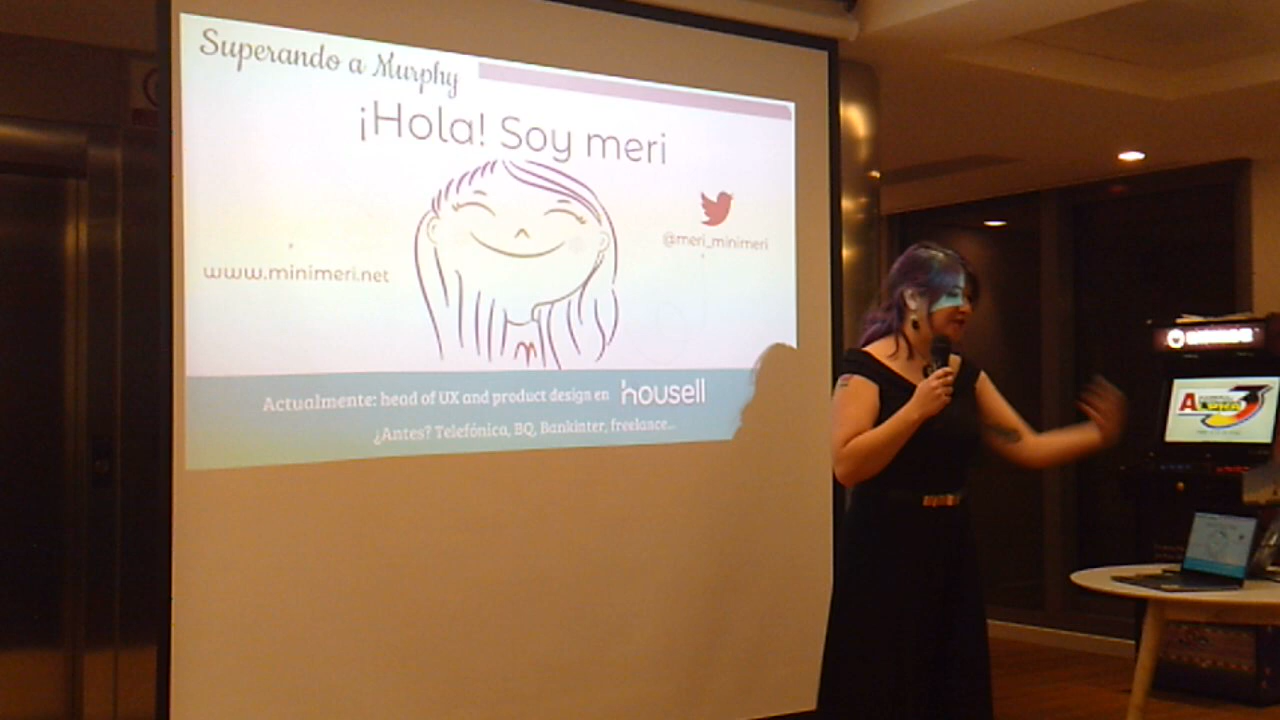 Superando a Murphy
¡Hola! Soy meri
@meri_minimeri
www.minimeri.net
m
Actualmente: head of UX and product design en housell
¿Antes? Telefónica, BQ, Bankinter, freelance...